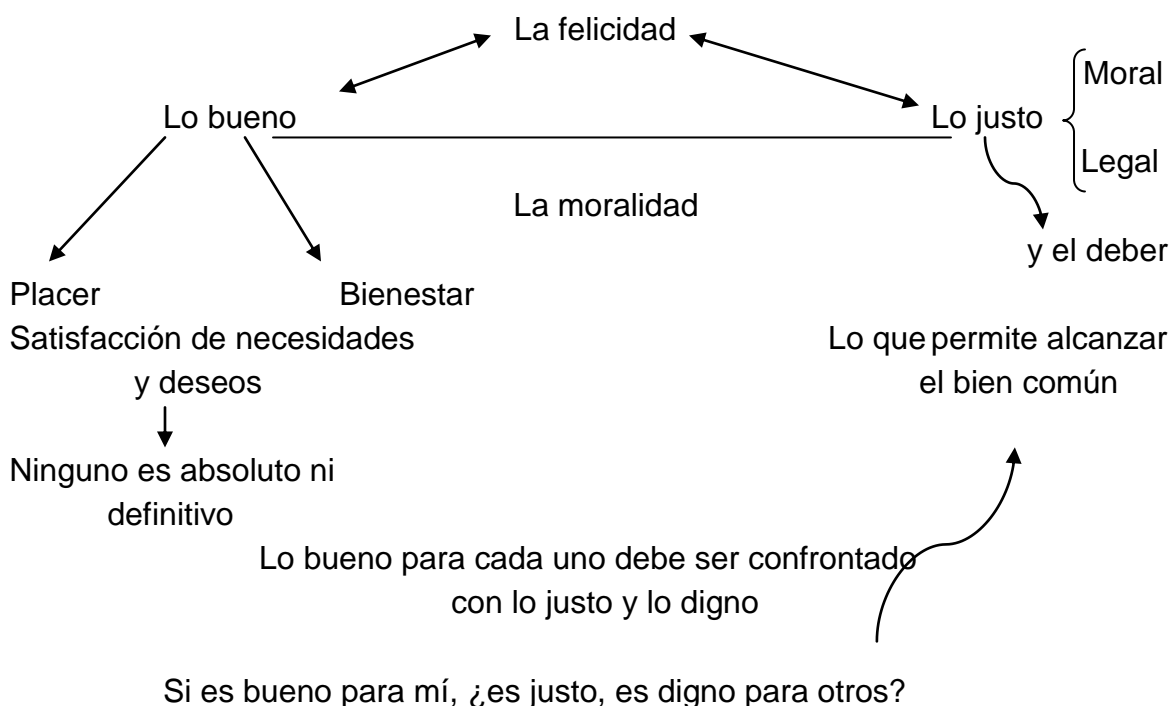 La felicidad
Moral
Lo bueno
Lo justo
Legal
La moralidad
y el deber
Placer
Bienestar
Satisfacción de necesidades
y deseos
Lo que permite alcanzar
el bien común
Ninguno es absoluto ni
definitivo
Lo bueno para cada uno debe ser confrontado
con lo justo y lo digno
Si es bueno para mí, ¿es justo, es digno para otros?